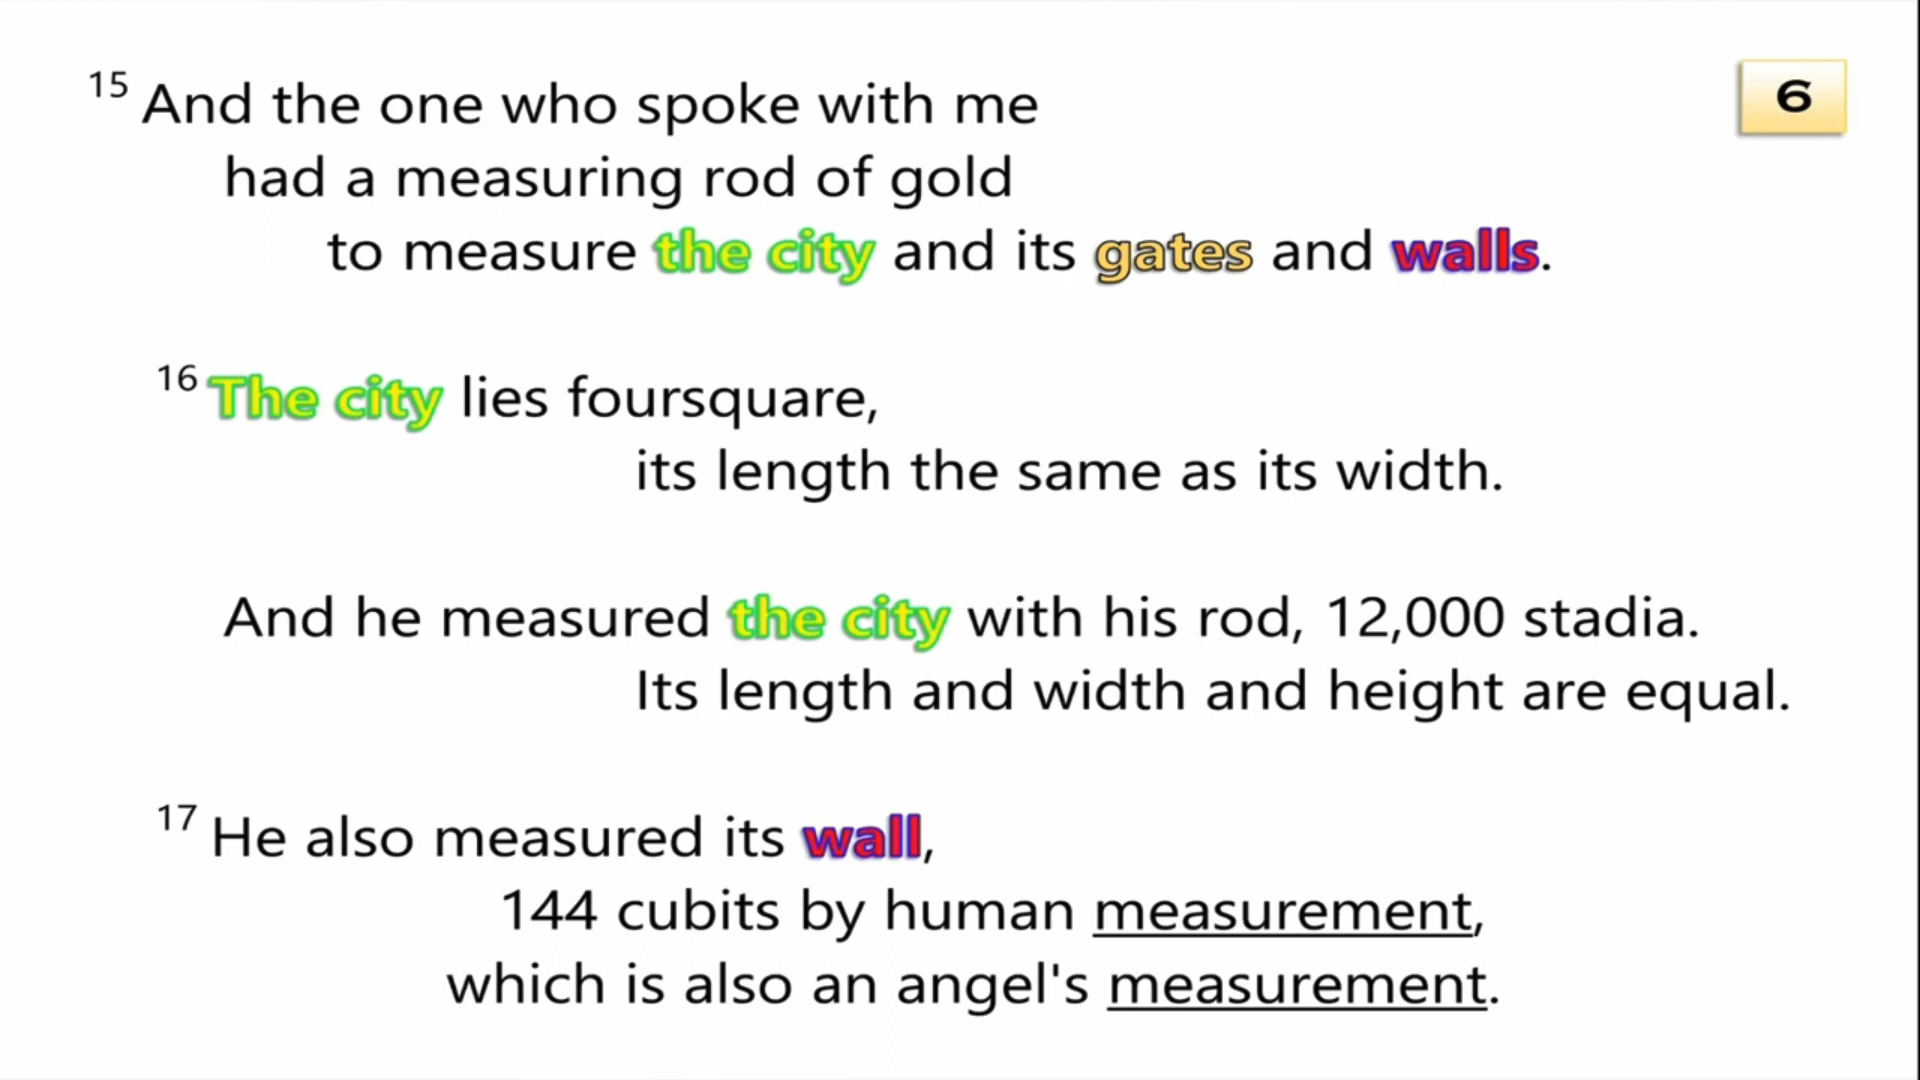 15 And the one who spoke with me
6
had a measuring rod of gold
to measure the city and its gates and walls.
16 The city lies foursquare,
its length the same as its width.
And he measured the city with his rod, 12,000 stadia.
Its length and width and height are equal.
17 He also measured its wall,
144 cubits by human measurement,
which is also an angel's measurement.